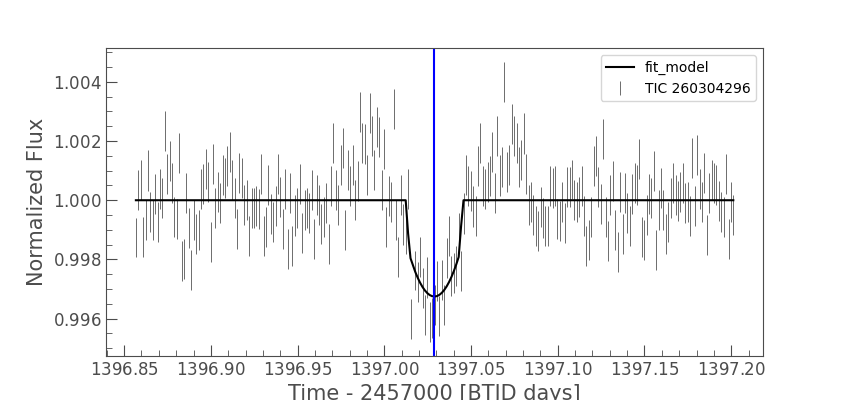 fit_model
TIC 260304296
Normalized Flux
1.004
1.002
1.000
0.998
0.996
1396.85 1396.90 1396.95 1397.00 1397.05 1397.10 1397.15 1397.20
Time - 2457000 [BTJD days]